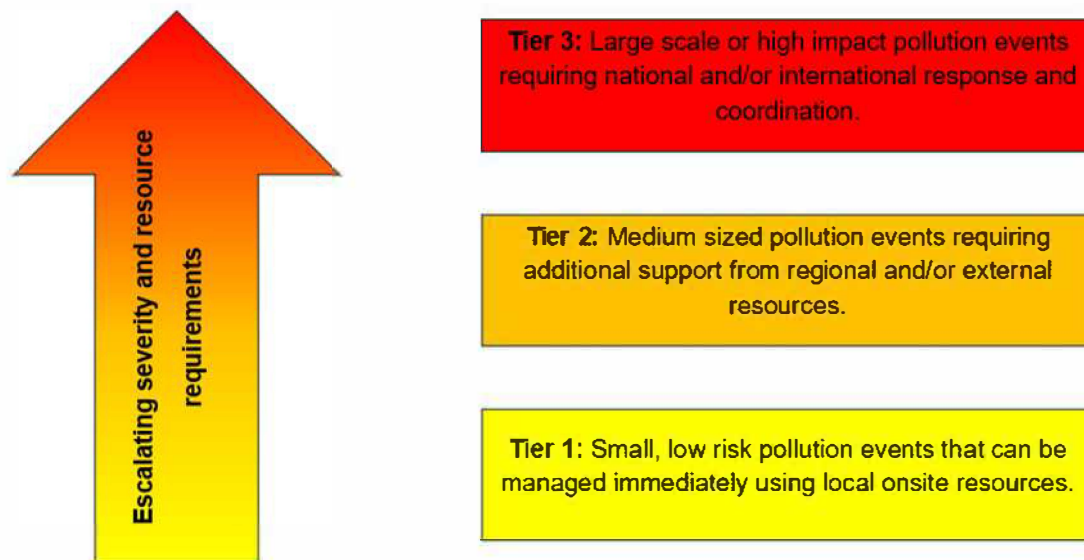 Escalating severity and resource
requirements
Tier 3: Large scale or high impact pollution events
requiring national and/or international response and
coordination.
Tier 2: Medium sized pollution events requiring
additional support from regional and/or external
resources.
Tier 1: Small, low risk pollution events that can be
managed immediately using local onsite resources.